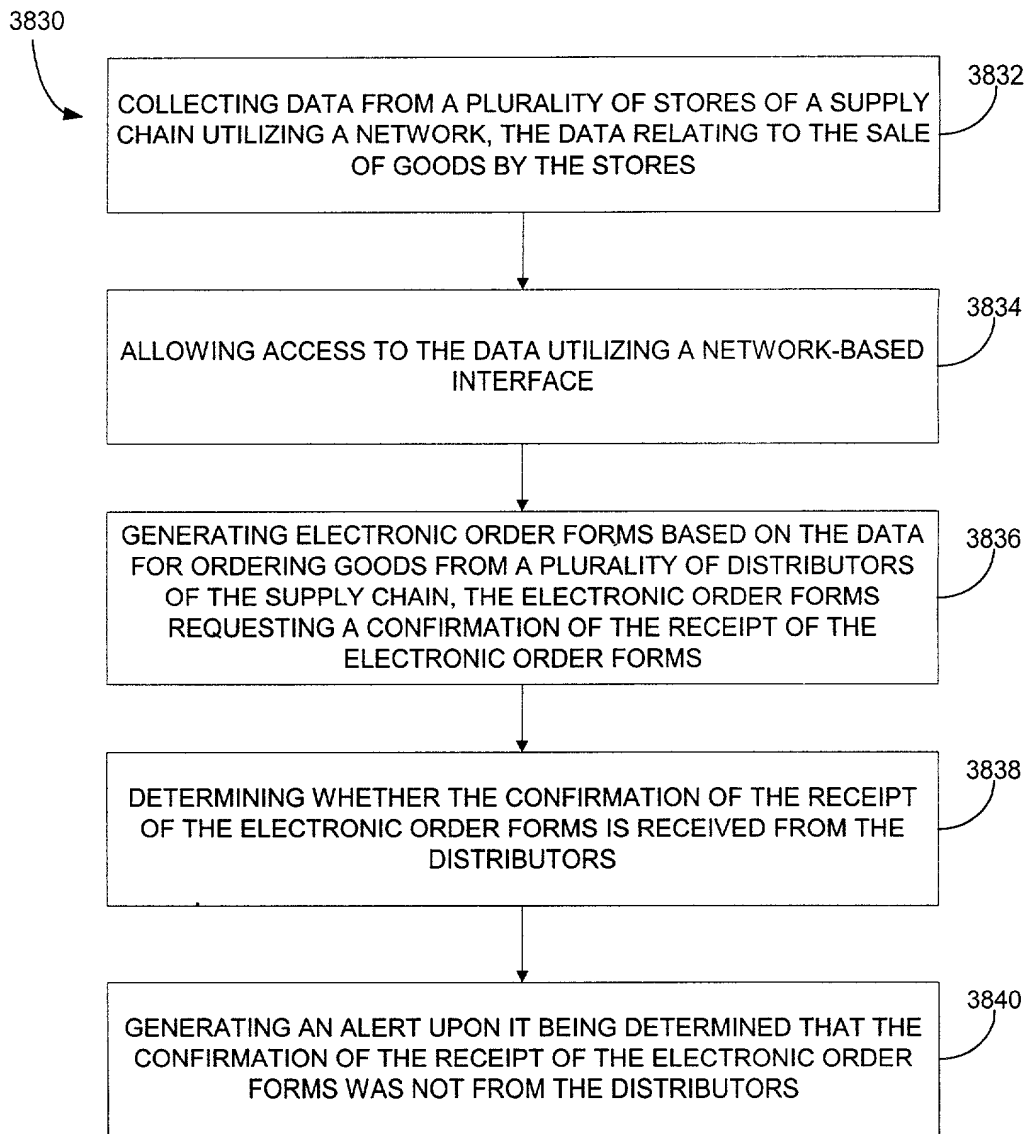 3830
3832
COLLECTING DATA FROM A PLURALITY OF STORES OF A SUPPLY
CHAIN UTILIZING A NETWORK, THE DATA RELATING TO THE SALE
OF GOODS BY THE STORES
3834
ALLOWING ACCESS TO THE DATA UTILIZING A NETWORK-BASED
INTERFACE
3836
GENERATING ELECTRONIC ORDER FORMS BASED ON THE DATA
FOR ORDERING GOODS FROM A PLURALITY OF DISTRIBUTORS
OF THE SUPPLY CHAIN, THE ELECTRONIC ORDER FORMS
REQUESTING A CONFIRMATION OF THE RECEIPT OF THE
ELECTRONIC ORDER FORMS
3838
DETERMINING WHETHER THE CONFIRMATION OF THE RECEIPT
OF THE ELECTRONIC ORDER FORMS IS RECEIVED FROM THE
DISTRIBUTORS
3840
GENERATING AN ALERT UPON IT BEING DETERMINED THAT THE
CONFIRMATION OF THE RECEIPT OF THE ELECTRONIC ORDER
FORMS WAS NOT FROM THE DISTRIBUTORS